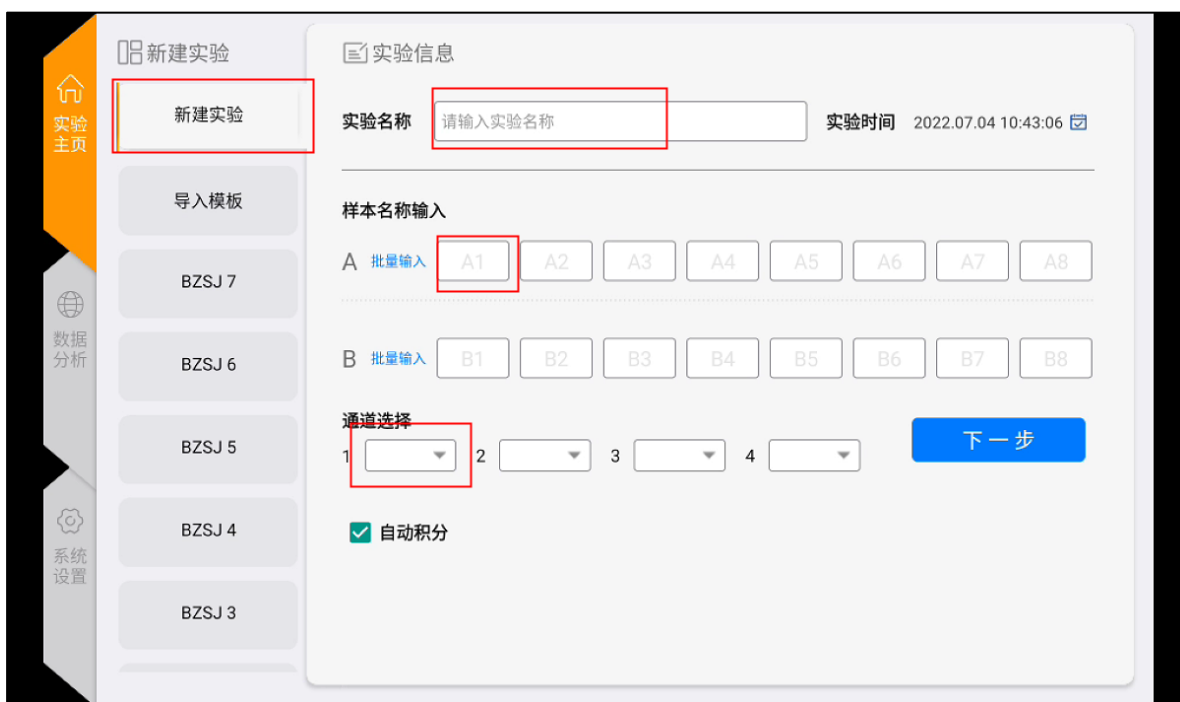 实验
主页
数据
分析
系统
设置
新建实验
新建实验
导入模板
BZSJ 7
BZSJ 6
BZSJ 5
BZSJ 4
BZSJ 3
实验信息
实验名称 请输入实验名称 实验时间 2022.07.04 10:43:06
样本名称输入
A 批量输入 A1 A2 A3 A4 A5 A6 A7 A8
B 批量输入 B1 B2 B3 B4 B5 B6 B7 B8
通道选择
1 2 3 4
下一步
自动积分